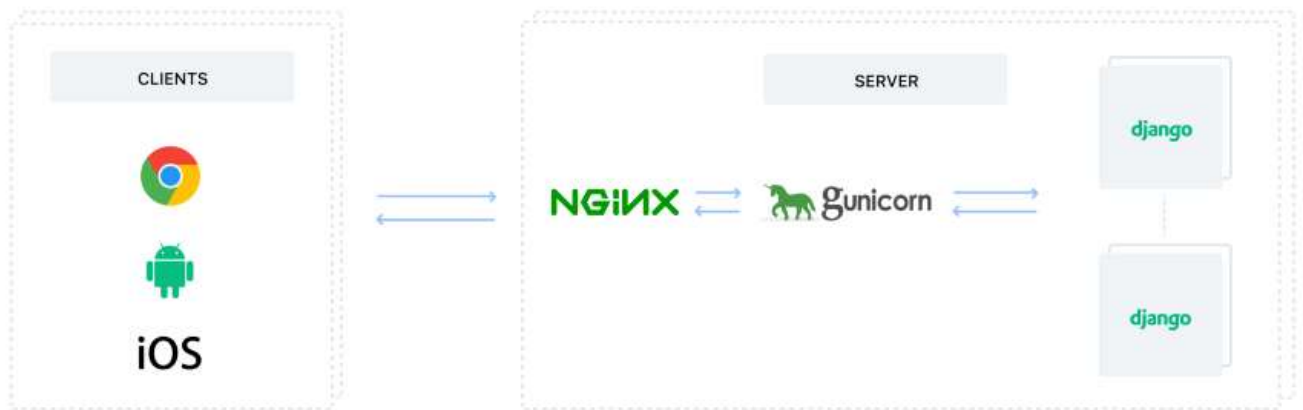 CLIENTS
SERVER
django
NGiNX
gunicorn
django
iOS